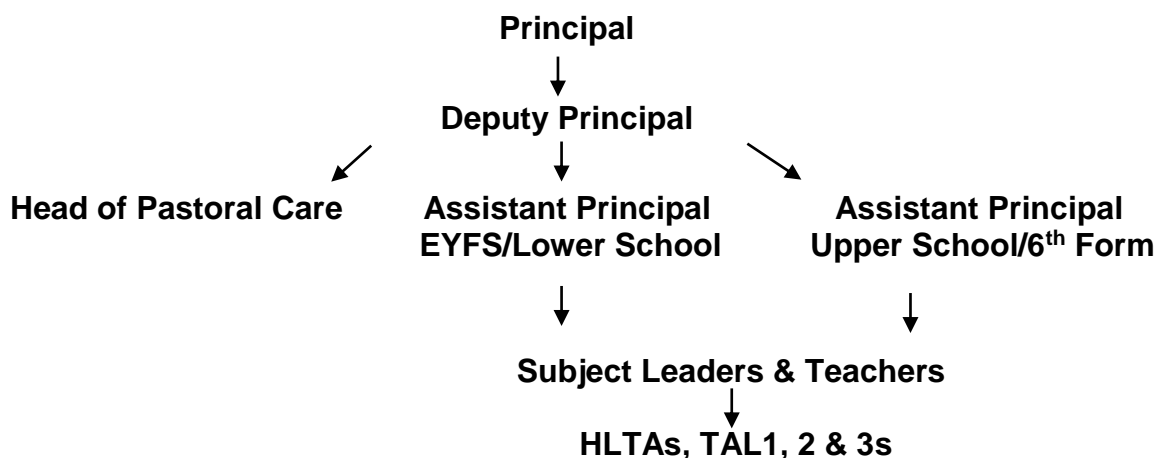 Principal
Deputy Principal
Head of Pastoral Care
Assistant Principal
EYFS/Lower School
Assistant Principal
Upper School/6th Form
Subject Leaders & Teachers
HLTAs, TAL1, 2 & 3s